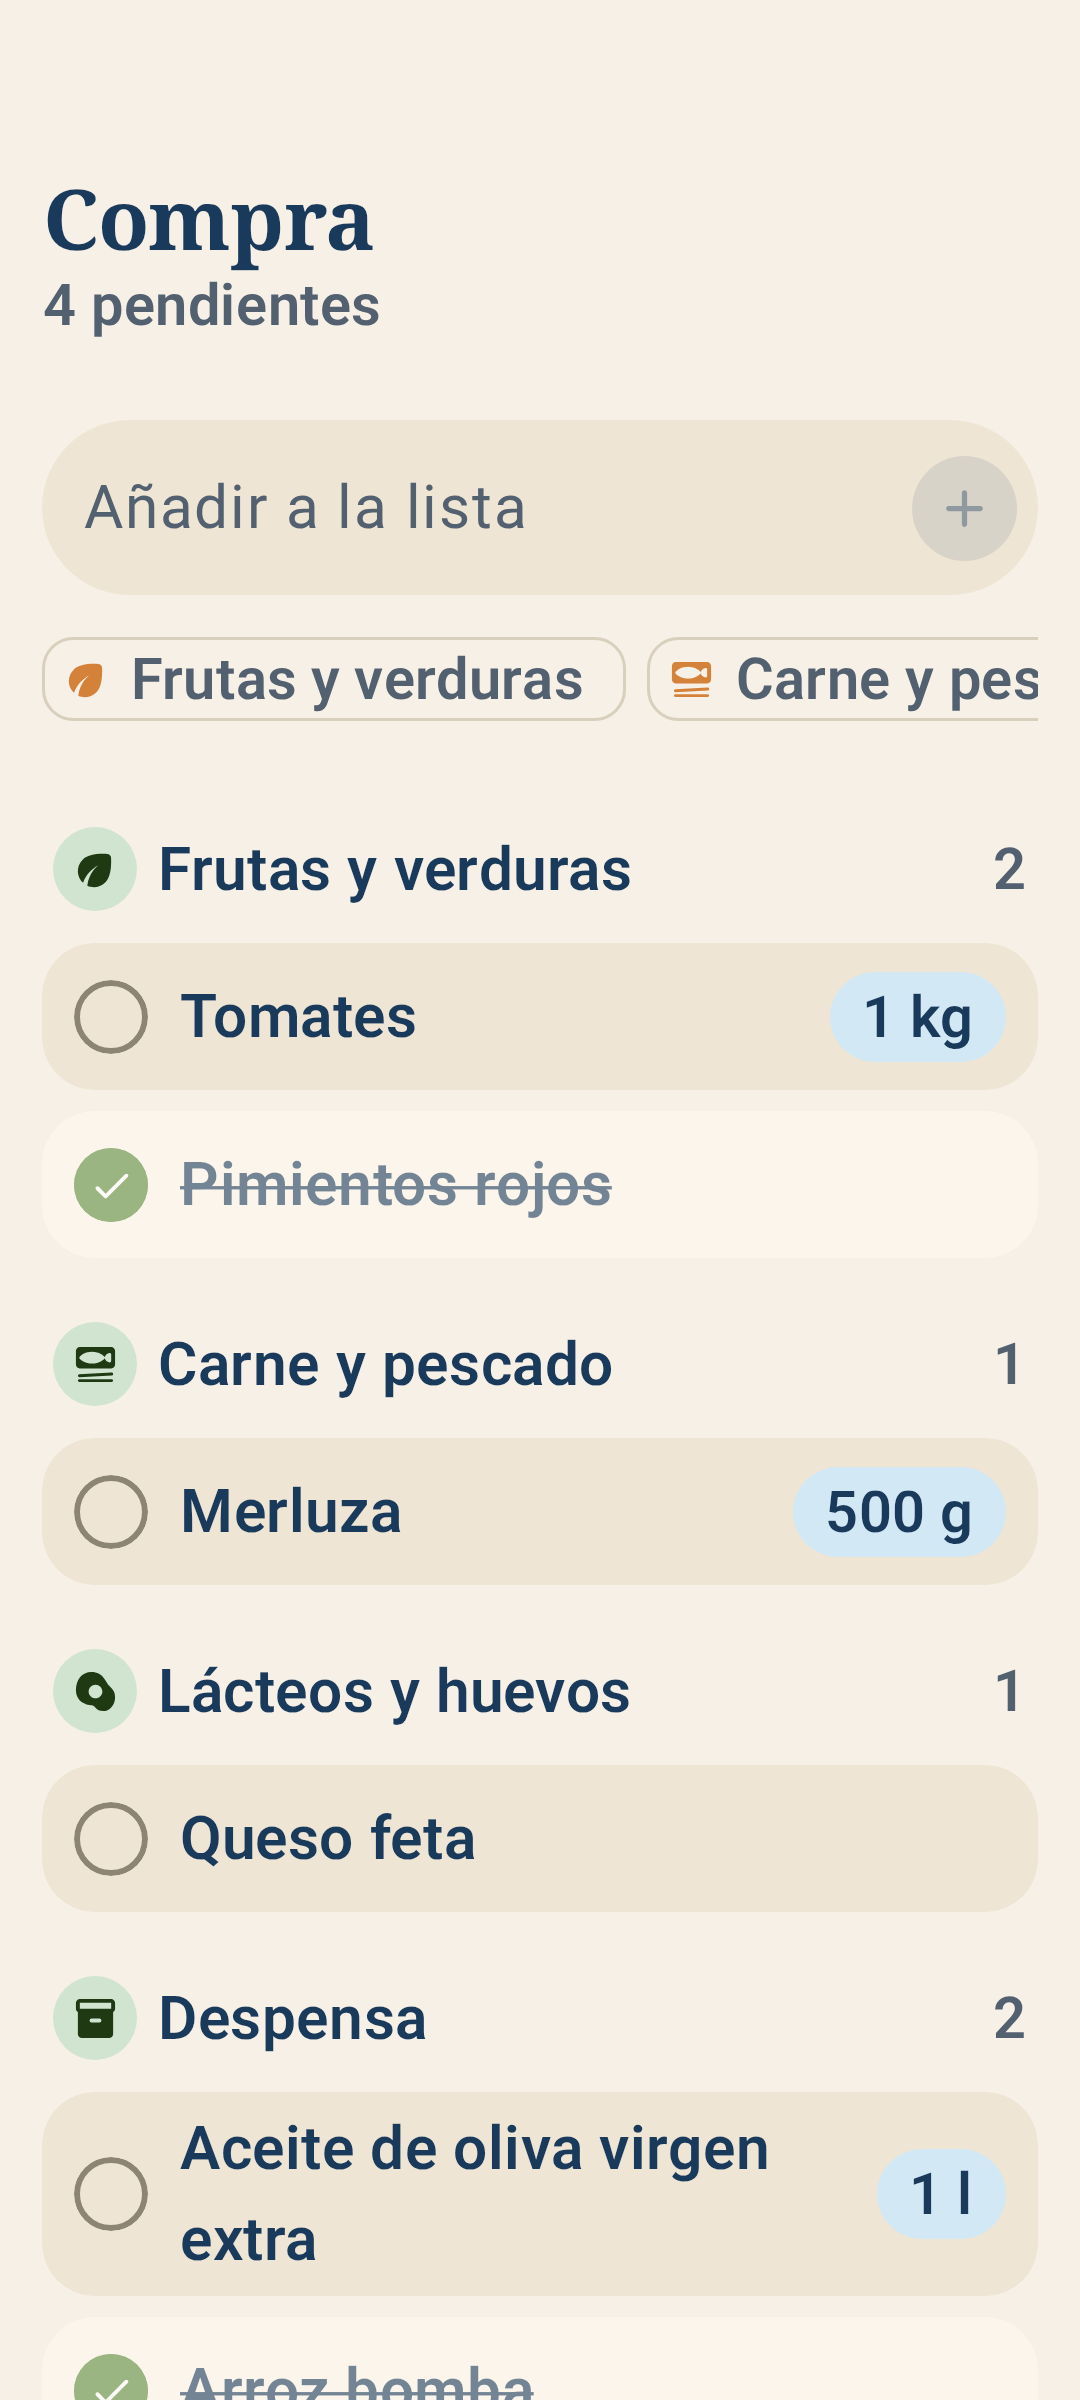 Compra
4 pendientes
Añadir a la lista
Frutas y verduras
Carne y pes
Frutas y verduras
2
Tomates
1 kg
Pimientos rojos
Carne y pescado
1
Merluza
500 g
Lácteos y huevos
1
Queso feta
Despensa
2
Aceite de oliva virgen
extra
1 l
Arroz bomba